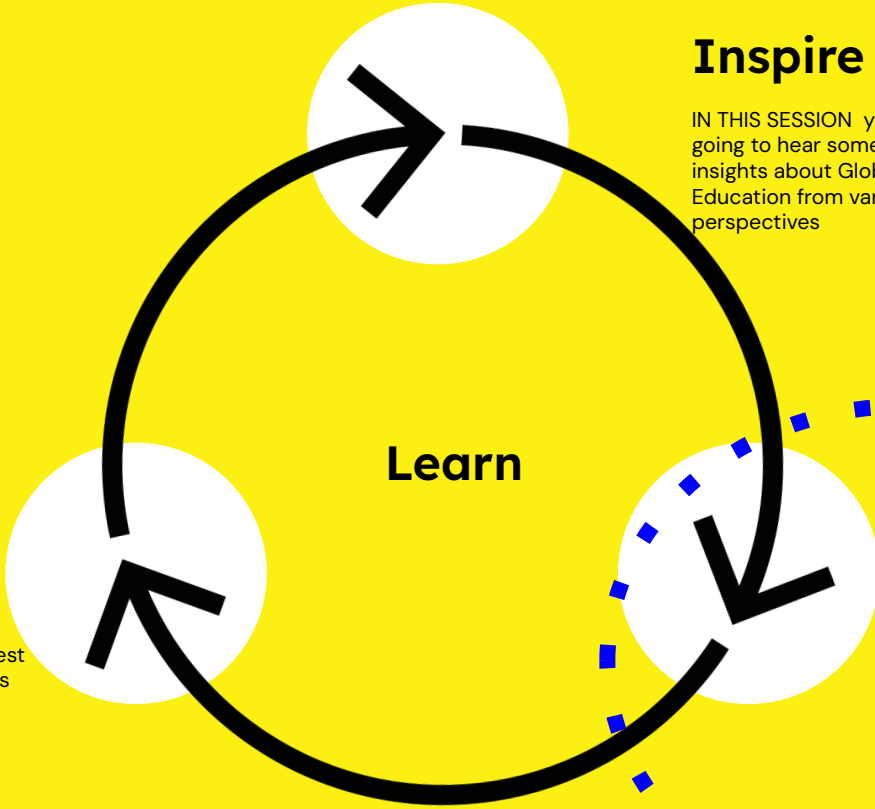 Inspire
IN THIS SESSION y
going to hear some
insights about Glob
Education from var
perspectives
Learn
est
s